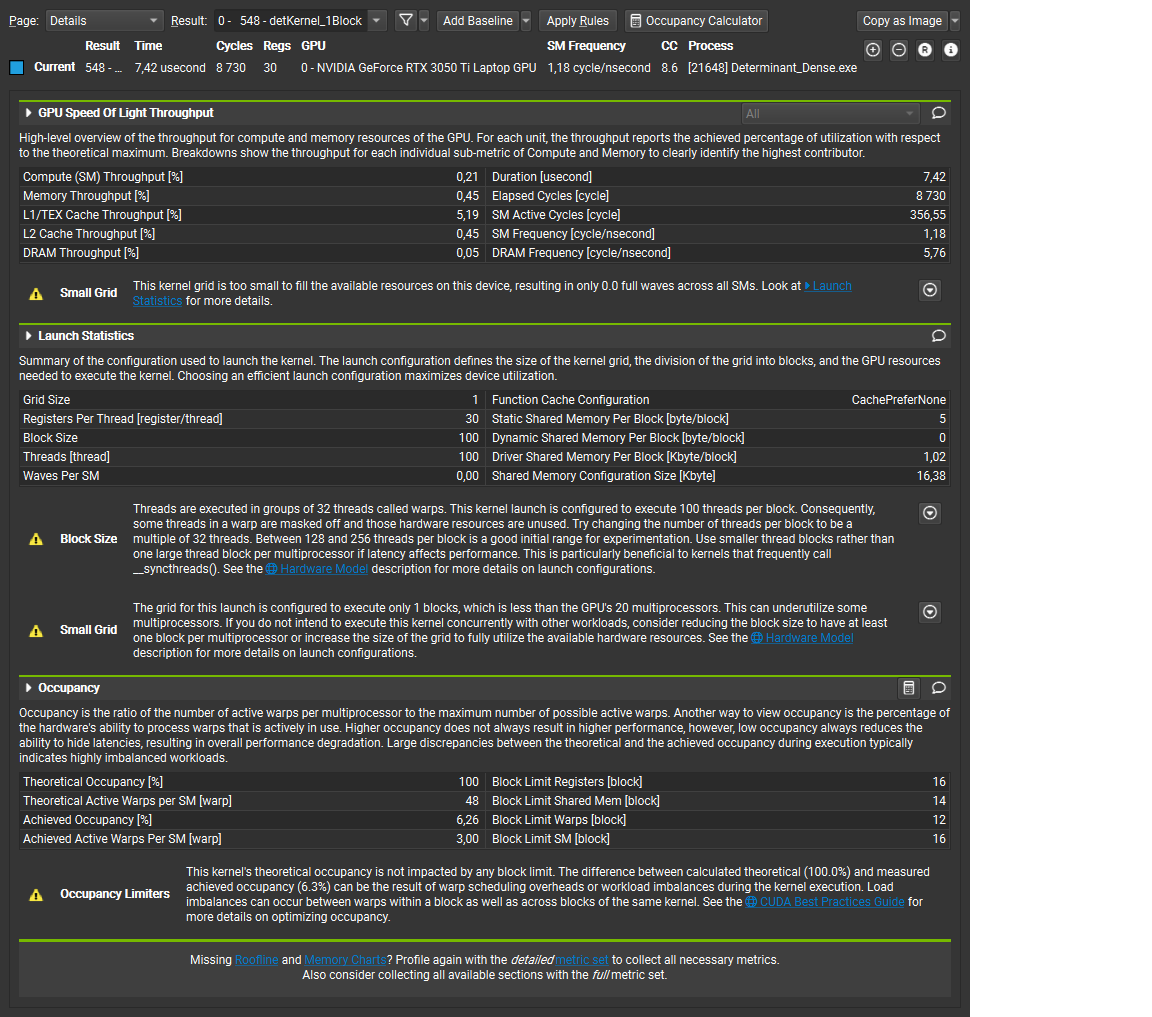 Page: Details Result: 0 - 548 - detKernel_1Block Add Baseline Apply Rules Occupancy Calculator Copy as Image
Result Time Cycles Regs GPU SM Frequency CC Process
Current 548 - ... 7,42 usecond 8 730 30 0 - NVIDIA GeForce RTX 3050 Ti Laptop GPU 1,18 cycle/nsecond 8.6 [21648] Determinant_Dense.exe
GPU Speed Of Light Throughput All
High-level overview of the throughput for compute and memory resources of the GPU. For each unit, the throughput reports the achieved percentage of utilization with respect
to the theoretical maximum. Breakdowns show the throughput for each individual sub-metric of Compute and Memory to clearly identify the highest contributor.
Compute (SM) Throughput [%] 0,21 Duration [usecond] 7,42
Memory Throughput [%] 0,45 Elapsed Cycles [cycle] 8 730
L1/TEX Cache Throughput [%] 5,19 SM Active Cycles [cycle] 356,55
L2 Cache Throughput [%] 0,45 SM Frequency [cycle/nsecond] 1,18
DRAM Throughput [%] 0,05 DRAM Frequency [cycle/nsecond] 5,76
Small Grid This kernel grid is too small to fill the available resources on this device, resulting in only 0.0 full waves across all SMs. Look at Launch
Statistics for more details.
Launch Statistics
Summary of the configuration used to launch the kernel. The launch configuration defines the size of the kernel grid, the division of the grid into blocks, and the GPU resources
needed to execute the kernel. Choosing an efficient launch configuration maximizes device utilization.
Grid Size 1 Function Cache Configuration CachePreferNone
Registers Per Thread [register/thread] 30 Static Shared Memory Per Block [byte/block] 5
Block Size 100 Dynamic Shared Memory Per Block [byte/block] 0
Threads [thread] 100 Driver Shared Memory Per Block [Kbyte/block] 1,02
Waves Per SM 0,00 Shared Memory Configuration Size [Kbyte] 16,38
Threads are executed in groups of 32 threads called warps. This kernel launch is configured to execute 100 threads per block. Consequently,
some threads in a warp are masked off and those hardware resources are unused. Try changing the number of threads per block to be a
Block Size multiple of 32 threads. Between 128 and 256 threads per block is a good initial range for experimentation. Use smaller thread blocks rather than
one large thread block per multiprocessor if latency affects performance. This is particularly beneficial to kernels that frequently call
__syncthreads(). See the Hardware Model description for more details on launch configurations.
The grid for this launch is configured to execute only 1 blocks, which is less than the GPU's 20 multiprocessors. This can underutilize some
Small Grid multiprocessors. If you do not intend to execute this kernel concurrently with other workloads, consider reducing the block size to have at least
one block per multiprocessor or increase the size of the grid to fully utilize the available hardware resources. See the Hardware Model
description for more details on launch configurations.
Occupancy
Occupancy is the ratio of the number of active warps per multiprocessor to the maximum number of possible active warps. Another way to view occupancy is the percentage of
the hardware's ability to process warps that is actively in use. Higher occupancy does not always result in higher performance, however, low occupancy always reduces the
ability to hide latencies, resulting in overall performance degradation. Large discrepancies between the theoretical and the achieved occupancy during execution typically
indicates highly imbalanced workloads.
Theoretical Occupancy [%] 100 Block Limit Registers [block] 16
Theoretical Active Warps per SM [warp] 48 Block Limit Shared Mem [block] 14
Achieved Occupancy [%] 6,26 Block Limit Warps [block] 12
Achieved Active Warps Per SM [warp] 3,00 Block Limit SM [block] 16
This kernel's theoretical occupancy is not impacted by any block limit. The difference between calculated theoretical (100.0%) and measured
Occupancy Limiters achieved occupancy (6.3%) can be the result of warp scheduling overheads or workload imbalances during the kernel execution. Load
imbalances can occur between warps within a block as well as across blocks of the same kernel. See the CUDA Best Practices Guide for
more details on optimizing occupancy.
Missing Roofline and Memory Charts? Profile again with the detailed metric set to collect all necessary metrics.
Also consider collecting all available sections with the full metric set.